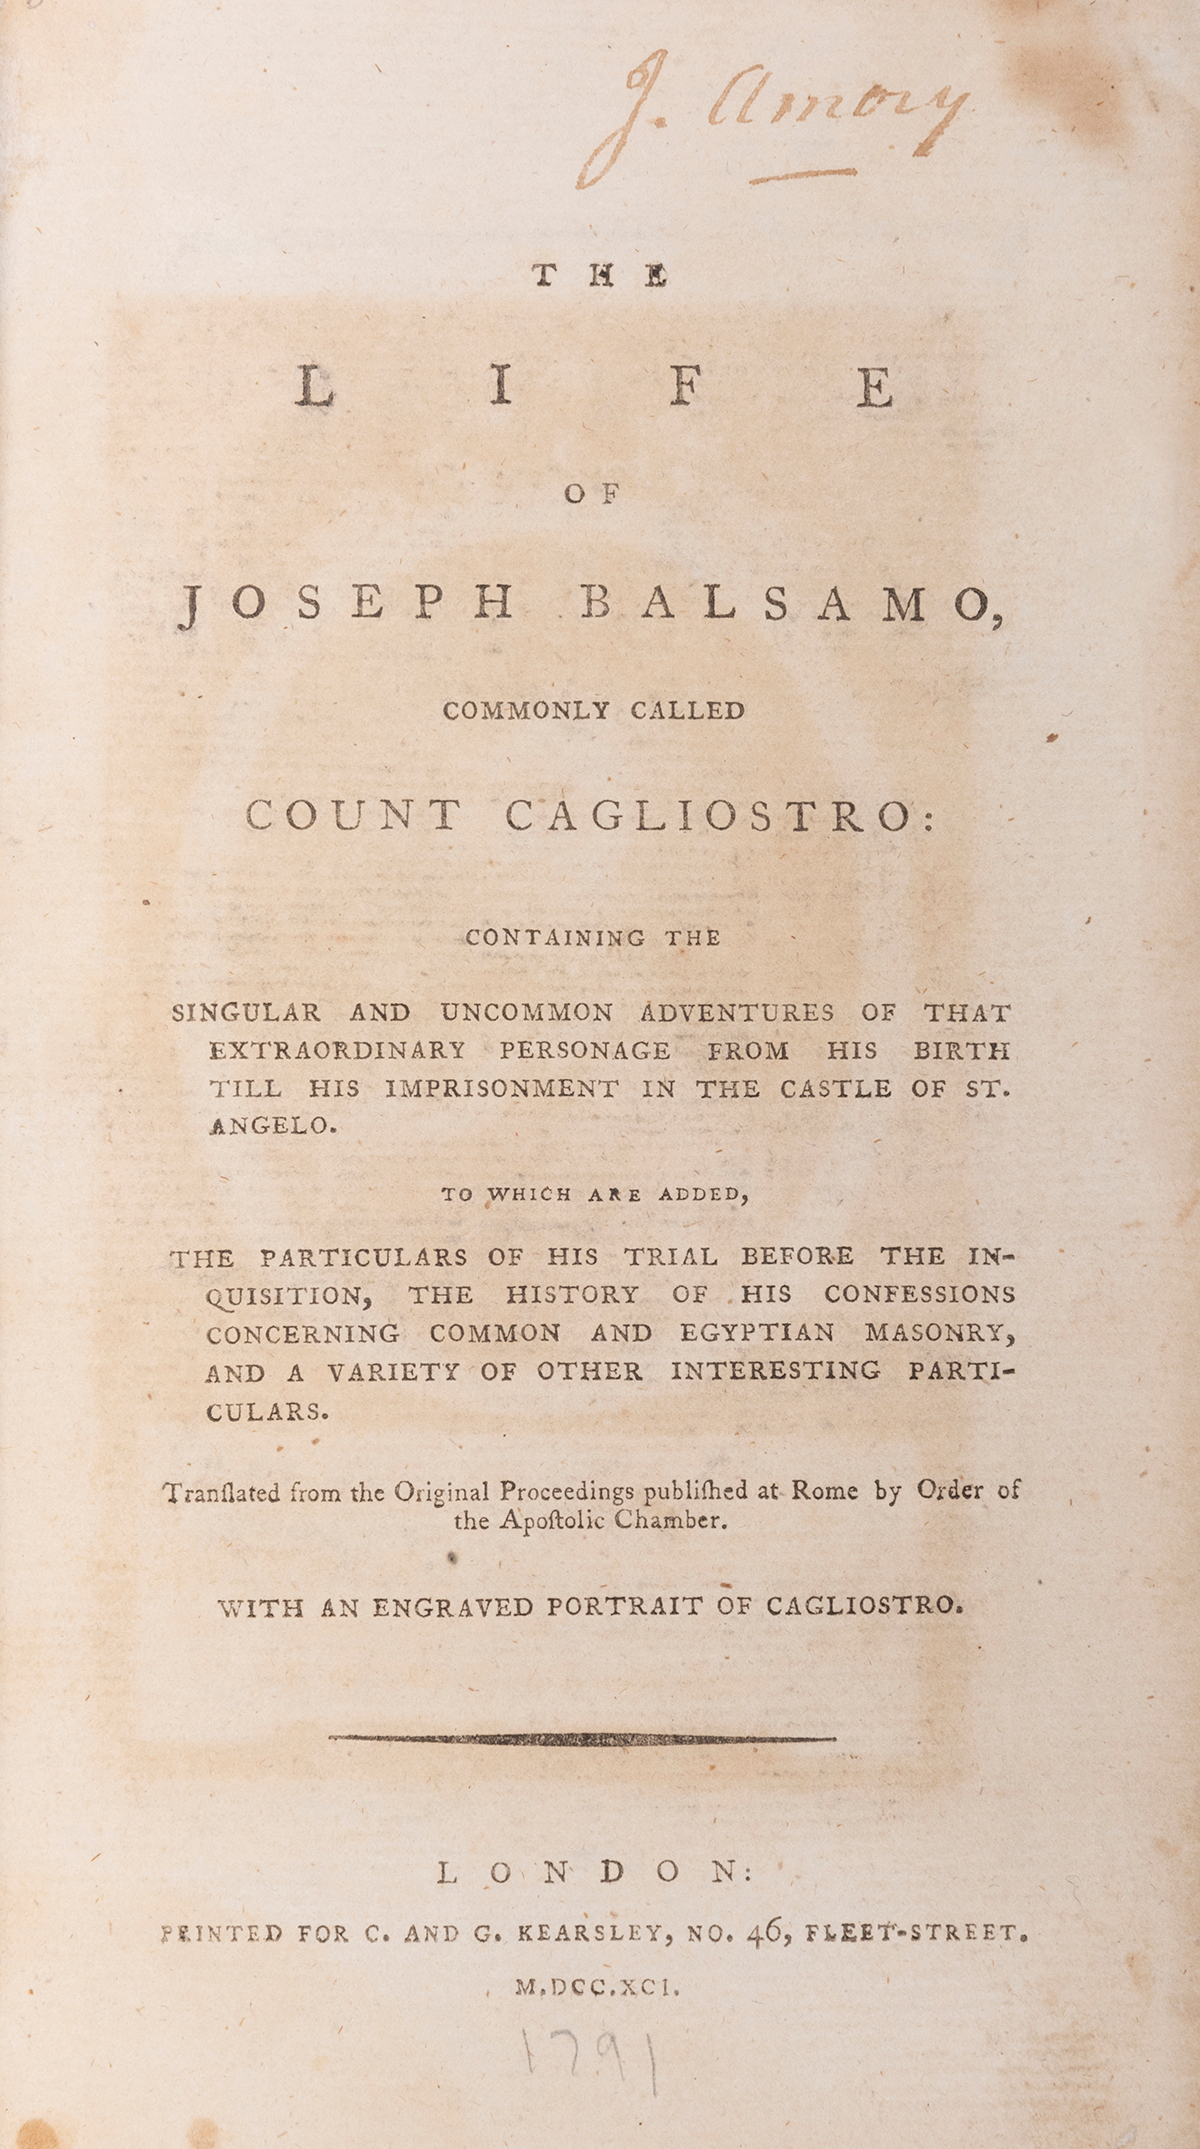 J. Amory
THE
LIFE
OF
JOSEPH BALSAMO,
COMMONLY CALLED
COUNT CAGLIOSTRO:
CONTAINING THE
SINGULAR AND UNCOMMON ADVENTURES OF THAT
EXTRAORDINARY PERSONAGE FROM HIS BIRTH
TILL HIS IMPRISONMENT IN THE CASTLE OF ST.
ANGELO.
TO WHICH ARE ADDED,
THE PARTICULARS OF HIS TRIAL BEFORE THE IN-
QUISITION, THE HISTORY OF HIS CONFESSIONS
CONCERNING COMMON AND EGYPTIAN MASONRY,
AND A VARIETY OF OTHER INTERESTING PARTI-
CULARS.
Tranſlated from the Original Proceedings publiſhed at Rome by Order of
the Apoſtolic Chamber.
WITH AN ENGRAVED PORTRAIT OF CAGLIOSTRO.
LONDON:
PRINTED FOR C. AND G. KEARSLEY, NO. 46, FLEET-STREET.
M.DCC.XCI.
1791